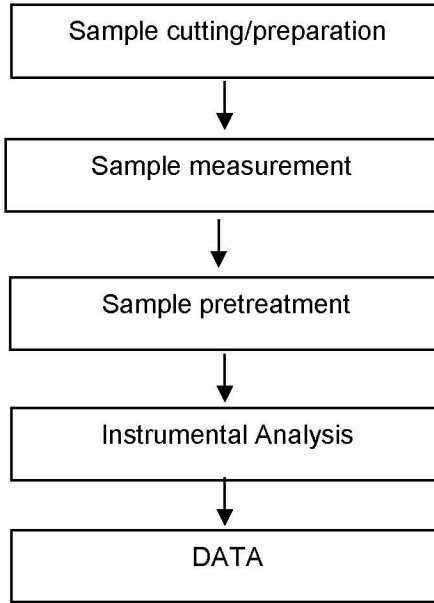 Sample cutting/preparation
Sample measurement
Sample pretreatment
Instrumental Analysis
DATA